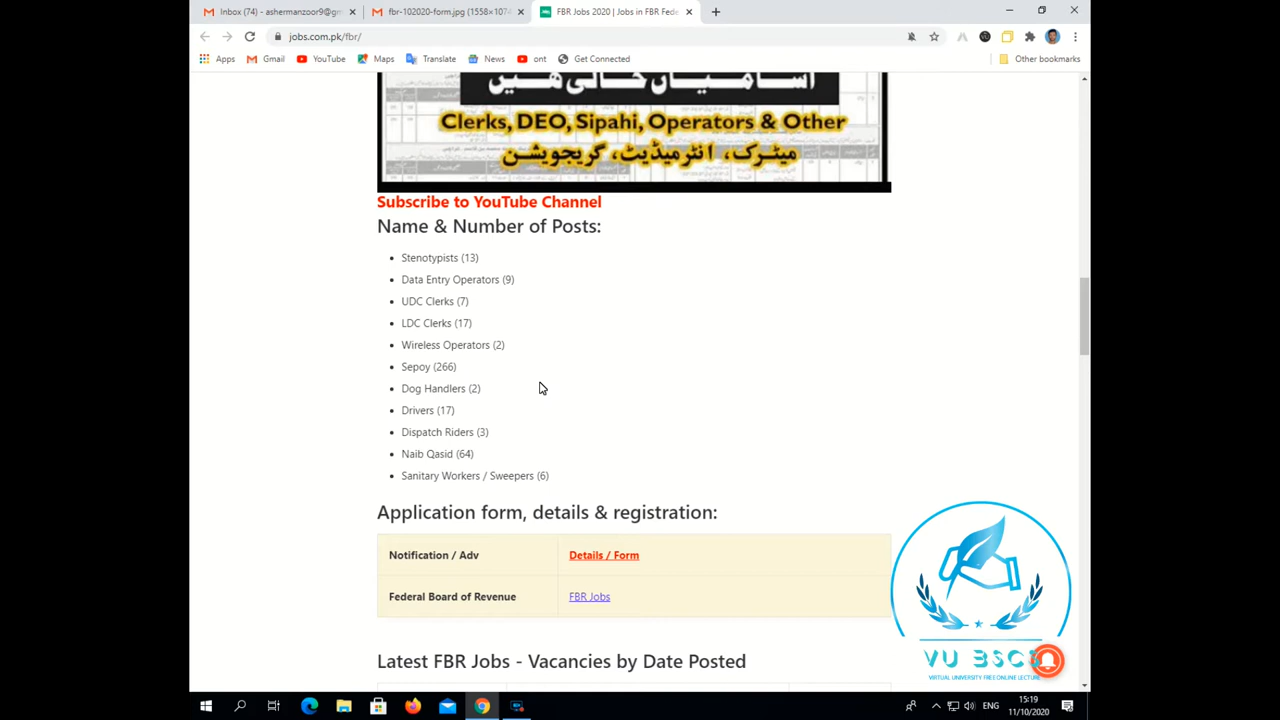 Inbox (74) - ashermanzoor9@gm
fbr-102020-form.jpg (1558×1074
FBR Jobs 2020 | Jobs in FBR Fede
jobs.com.pk/fbr/
Apps
Gmail
YouTube
Maps
Translate
News
ont
Get Connected
Other bookmarks
اسامیاں خالی ھیں
Clerks, DEO, Sipahi, Operators & Other
میٹرک، انٹرمیڈیٹ، گریجویشن
Subscribe to YouTube Channel
Name & Number of Posts:
Stenotypists (13)
Data Entry Operators (9)
UDC Clerks (7)
LDC Clerks (17)
Wireless Operators (2)
Sepoy (266)
Dog Handlers (2)
Drivers (17)
Dispatch Riders (3)
Naib Qasid (64)
Sanitary Workers / Sweepers (6)
Application form, details & registration:
Notification / Adv
Details / Form
Federal Board of Revenue
FBR Jobs
Latest FBR Jobs - Vacancies by Date Posted
VU BSCS
VIRTUAL UNIVERSITY FREE ONLINE LECTURE
ENG
15:19
11/10/2020